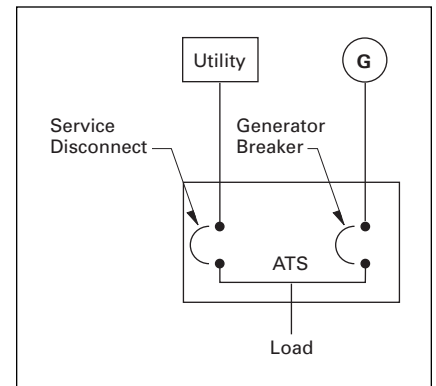 Utility
G
Service
Disconnect
Generator
Breaker
ATS
Load